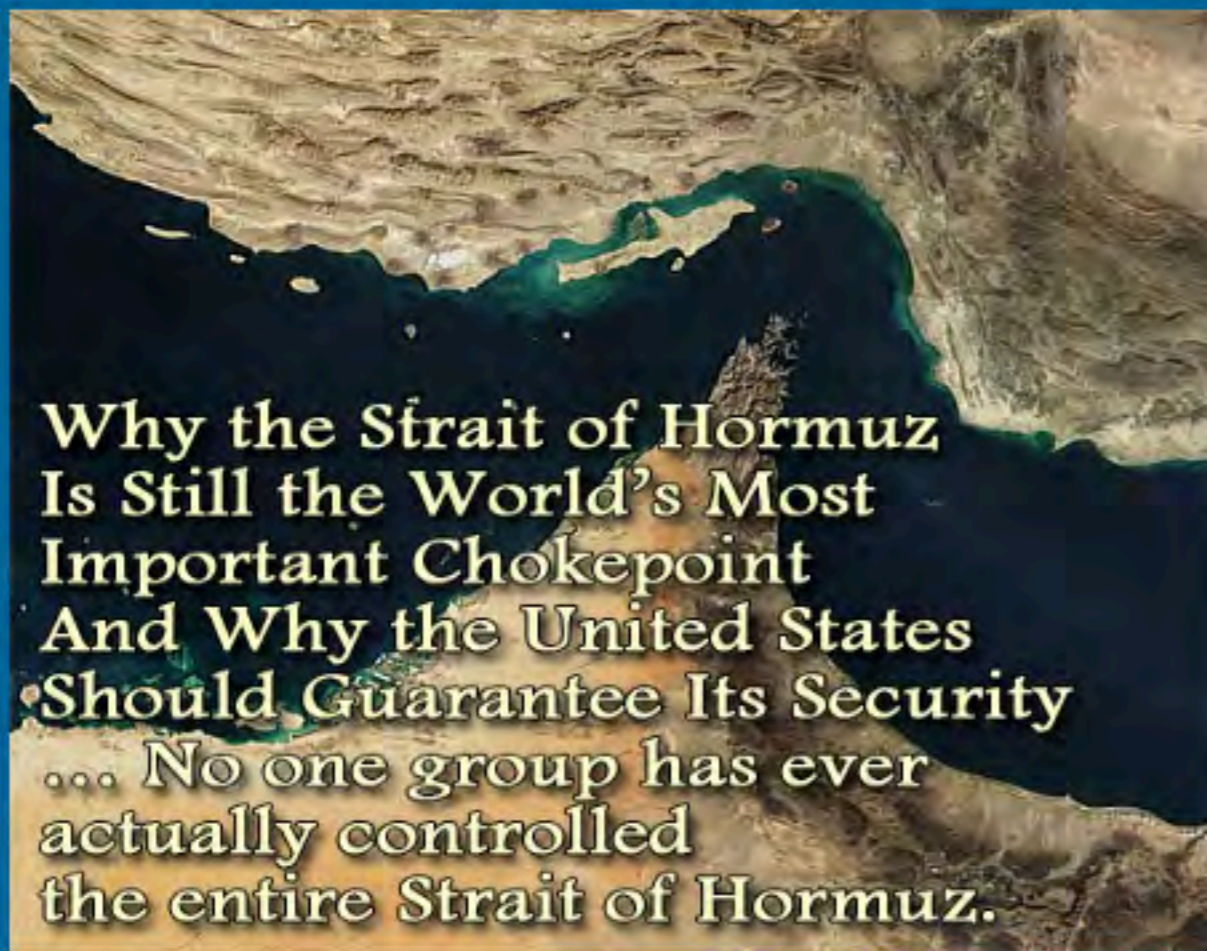 Why the Strait of Hormuz
Is Still the World's Most
Important Chokepoint
And Why the United States
Should Guarantee Its Security
... No one group has ever
actually controlled
the entire Strait of Hormuz.